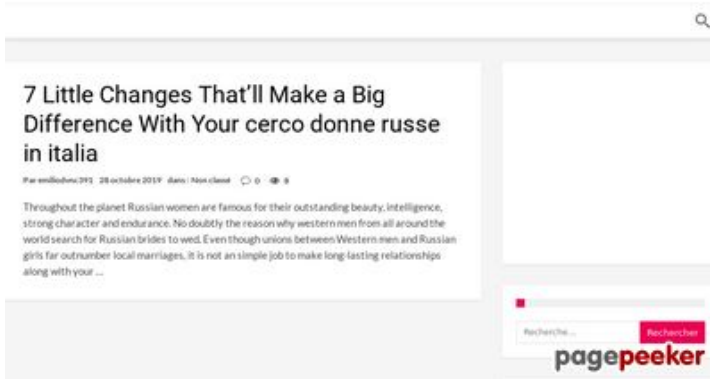 7 Little Changes That’ll Make a Big
Difference With Your cerco donne russe
in italia
28 octobre 2019 dans : Non classé 0 8
Throughout the planet Russian women are famous for their outstanding beauty, intelligence,
strong character and endurance. No doubtly the reason why western men from all around the
world search for Russian brides to wed. Even though unions between Western men and Russian
girls far outnumber local marriages, it is not an simple job to make long-lasting relationships
along with your ...
Recherche... Rechercher
pagepeeker